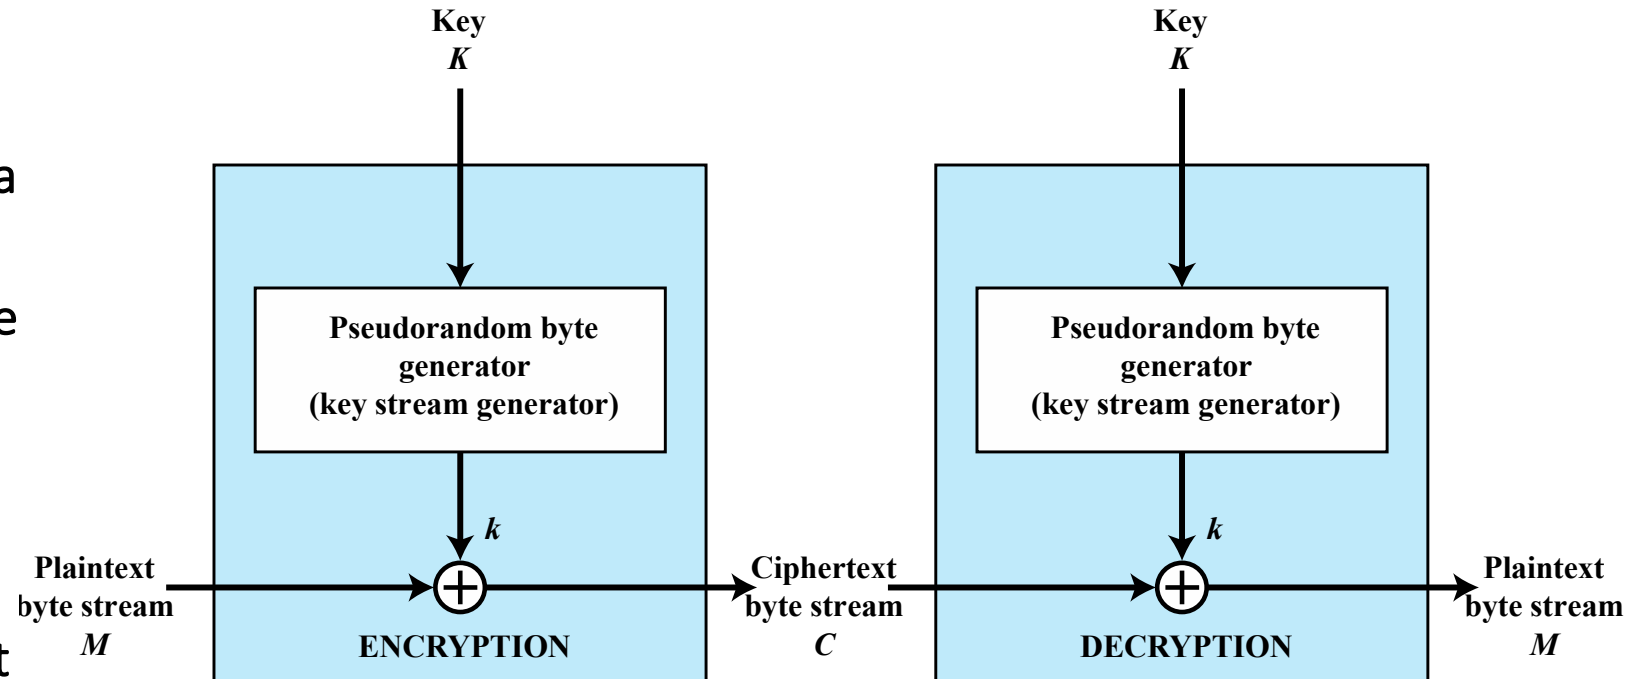 Key
K
Key
K
a
e
Pseudorandom byte
generator
(key stream generator)
Pseudorandom byte
generator
(key stream generator)
k
k
Plaintext
byte stream
M
Ciphertext
byte stream
C
Plaintext
byte stream
M
ENCRYPTION
DECRYPTION
t